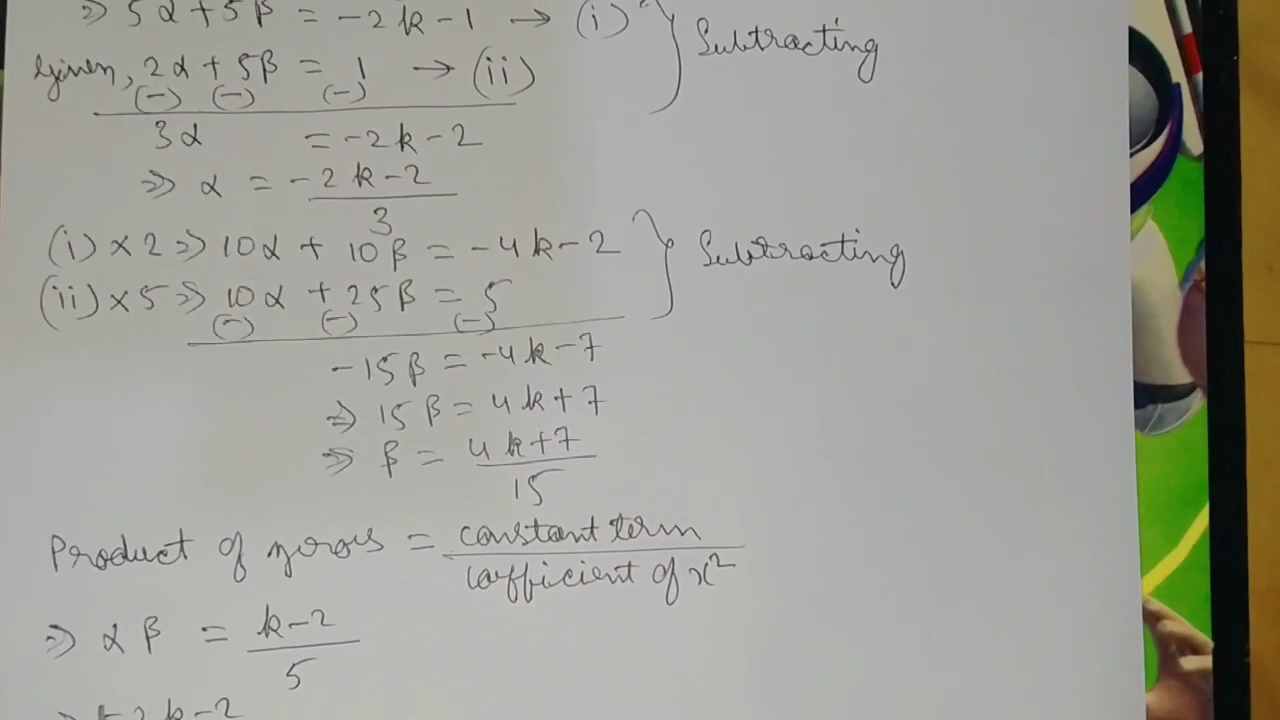 ⇒ 5α + 5β = -2k-1 → (i)
Subtracting
Given, 2α + 5β = 1 → (ii)
(-) (-) (-)
3α = -2k-2
⇒ α = -2k-2
3
(i)×2 ⇒ 10α + 10β = -4k-2
Subtracting
(ii)×5 ⇒ 10α + 25β = 5
(-) (-) (-)
-15β = -4k-7
⇒ 15β = 4k+7
⇒ β = 4k+7
15
Product of zeros = constant term
coefficient of x²
⇒ αβ = k-2
5